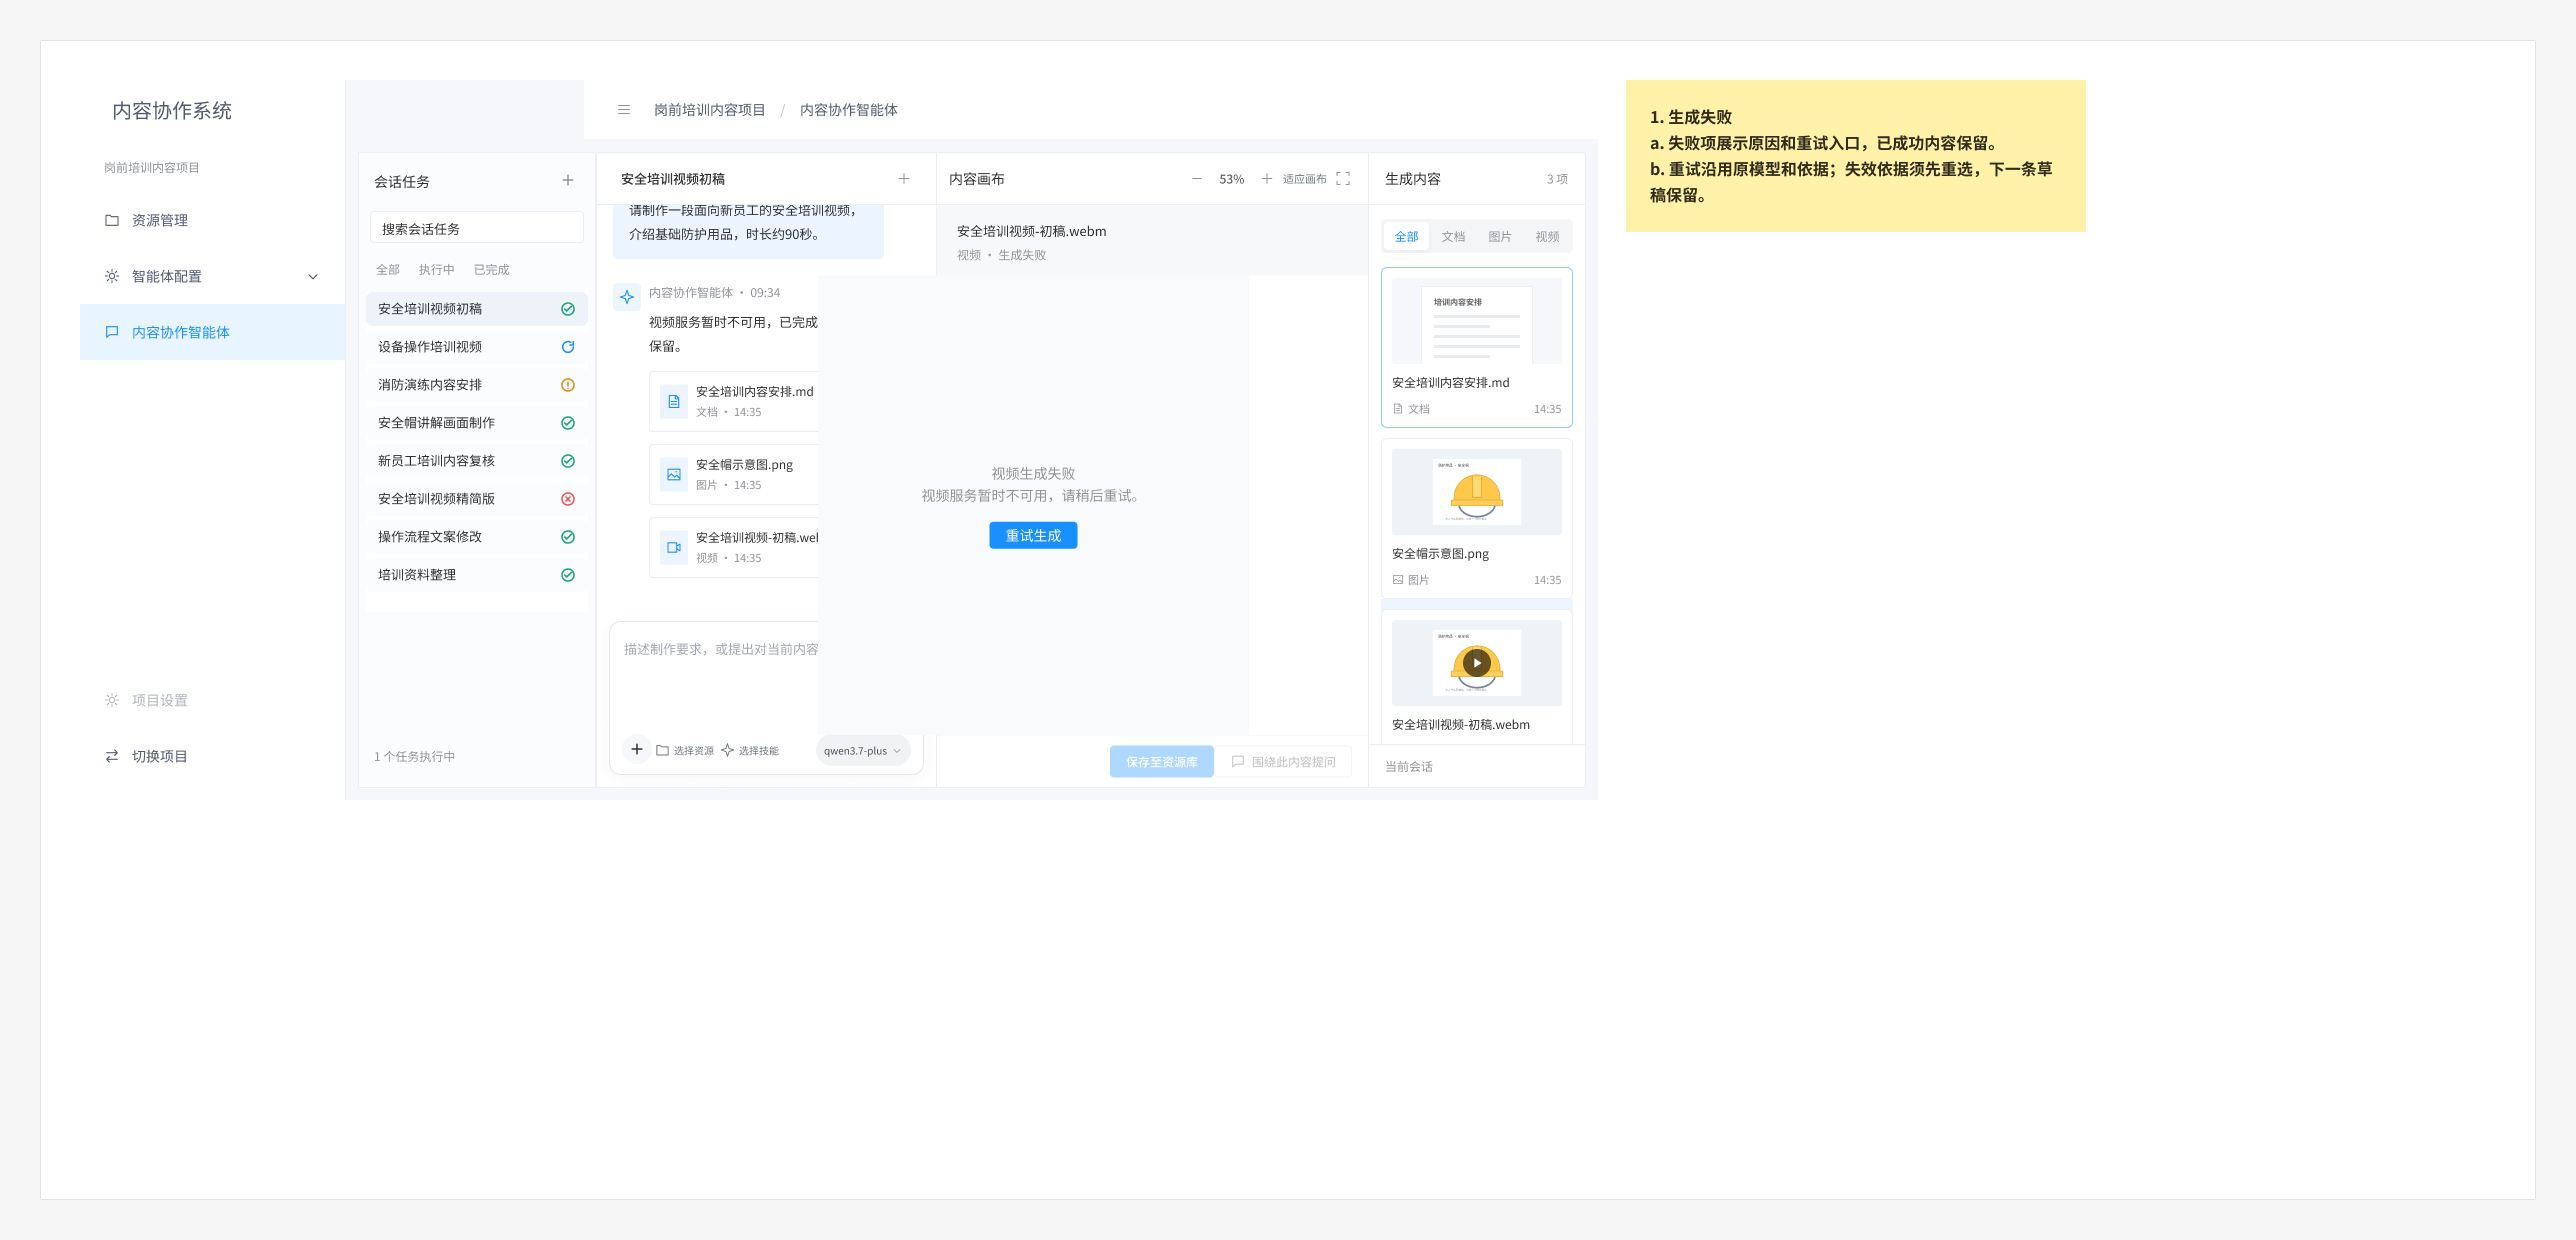 内容协作系统
岗前培训内容项目
资源管理
智能体配置
内容协作智能体
项目设置
切换项目
岗前培训内容项目 / 内容协作智能体
会话任务
搜索会话任务
全部 执行中 已完成
安全培训视频初稿
设备操作培训视频
消防演练内容安排
安全帽讲解画面制作
新员工培训内容复核
安全培训视频精简版
操作流程文案修改
培训资料整理
1 个任务执行中
安全培训视频初稿
请制作一段面向新员工的安全培训视频，
介绍基础防护用品，时长约90秒。
内容协作智能体 • 09:34
视频服务暂时不可用，已完成
保留。
安全培训内容安排.md
文档 • 14:35
安全帽示意图.png
图片 • 14:35
安全培训视频-初稿.we
视频 • 14:35
描述制作要求，或提出对当前内容
选择资源 选择技能 qwen3.7-plus
内容画布
53% 适应画布
安全培训视频-初稿.webm
视频 • 生成失败
视频生成失败
视频服务暂时不可用，请稍后重试。
重试生成
保存至资源库 围绕此内容提问
生成内容 3 项
全部 文档 图片 视频
培训内容安排
安全培训内容安排.md
文档 14:35
安全帽示意图.png
图片 14:35
安全培训视频-初稿.webm
当前会话
1. 生成失败
a. 失败项展示原因和重试入口，已成功内容保留。
b. 重试沿用原模型和依据；失效依据须先重选，下一条草
稿保留。